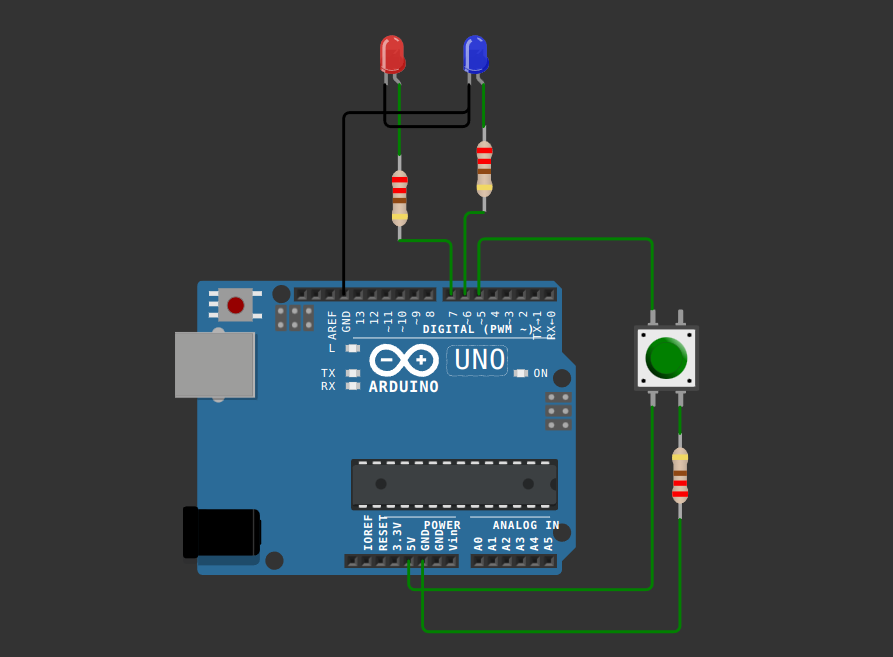 AREF
GND
13
12
~11
~10
~9
8
7
~6
~5
4
~3
2
TX→1
RX←0
DIGITAL (PWM ~)
L
TX
RX
ARDUINO
UNO
ON
IOREF
RESET
3.3V
5V
GND
GND
Vin
POWER
ANALOG IN
A0
A1
A2
A3
A4
A5